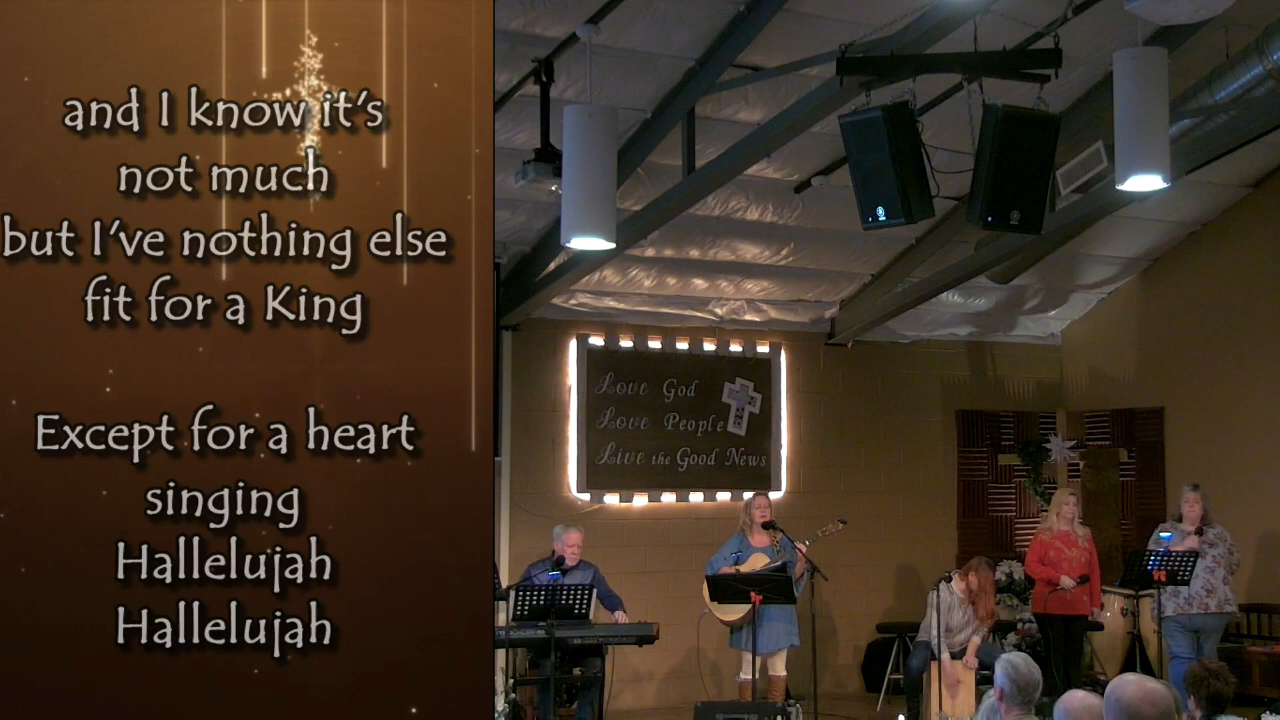 and I know it's
not much
but I've nothing else
fit for a King
Except for a heart
singing
Hallelujah
Hallelujah
Love God
Love People
Live the Good News